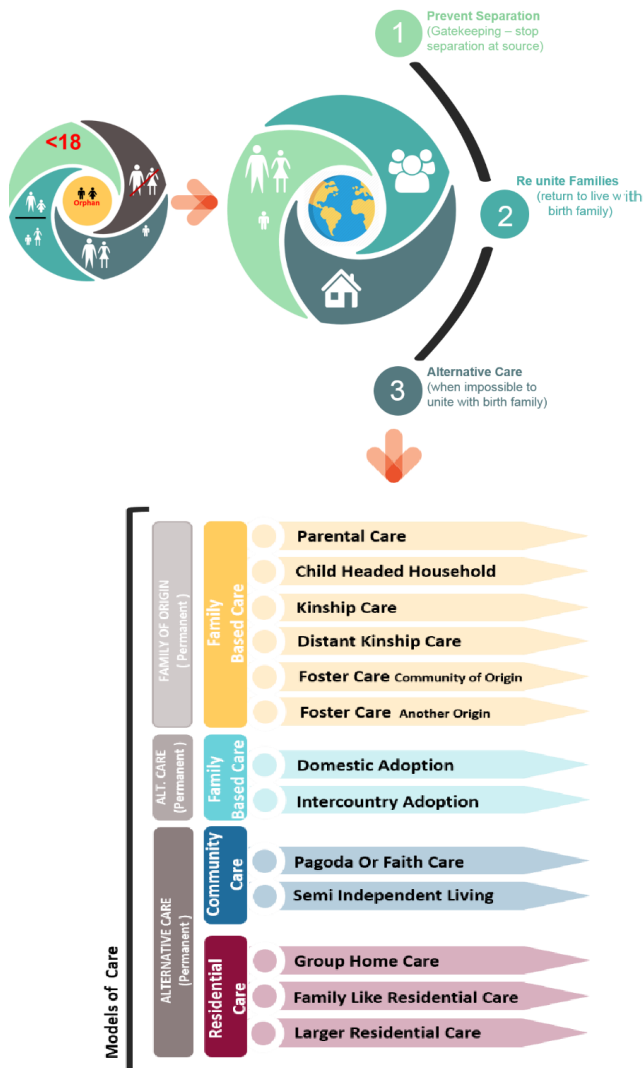 1
Prevent Separation
(Gatekeeping – stop
separation at source)
<18
Orphan
2
Re unite Families
(return to live with
birth family)
3
Alternative Care
(when impossible to
unite with birth family)
Models of Care
FAMILY OF ORIGIN
( Permanent )
Family
Based Care
Parental Care
Child Headed Household
Kinship Care
Distant Kinship Care
Foster Care Community of Origin
Foster Care Another Origin
ALT. CARE
(Permanent )
Family
Based Care
Domestic Adoption
Intercountry Adoption
ALTERNATIVE CARE
(Permanent )
Community
Care
Pagoda Or Faith Care
Semi Independent Living
Residential
Care
Group Home Care
Family Like Residential Care
Larger Residential Care